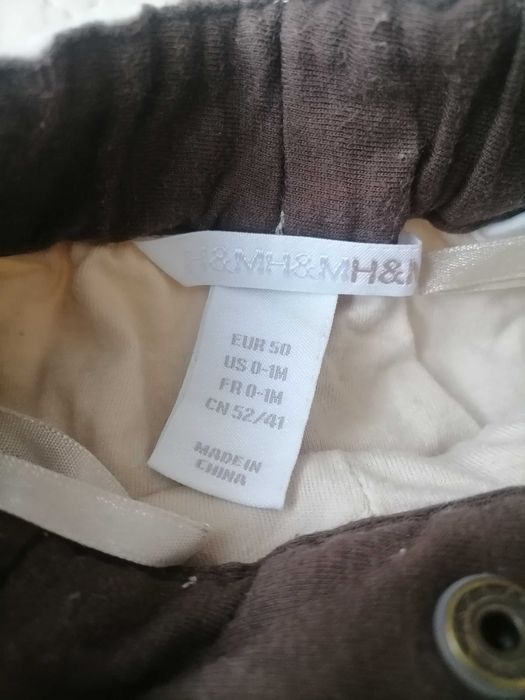 H&MH&MH&M
EUR 50
US 0-1M
FR 0-1M
CN 52/41
MADE IN
CHINA